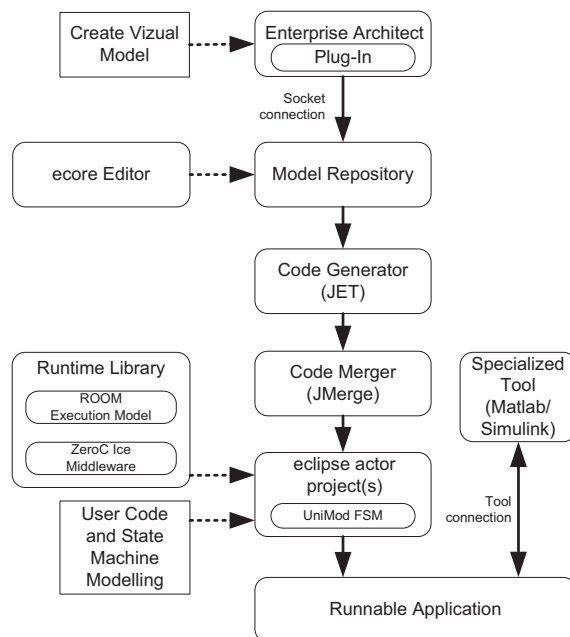 Create Vizual
Model
Enterprise Architect
Plug-In
Socket
connection
ecore Editor
Model Repository
Code Generator
(JET)
Runtime Library
ROOM
Execution Model
ZeroC Ice
Middleware
Code Merger
(JMerge)
Specialized
Tool
(Matlab/
Simulink)
eclipse actor
project(s)
UniMod FSM
User Code
and State
Machine
Modelling
Tool
connection
Runnable Application